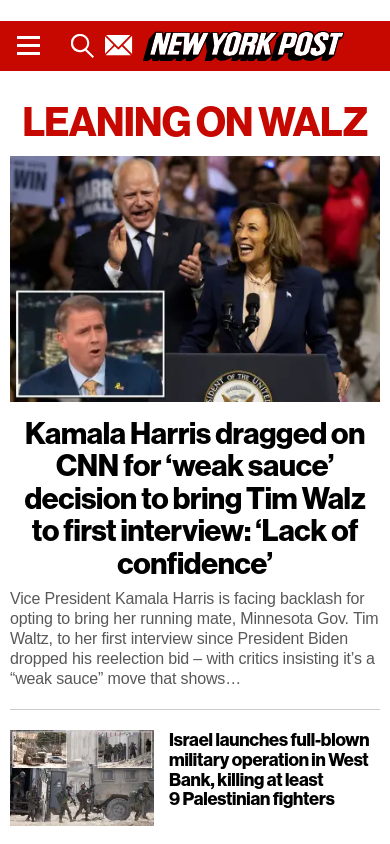 NEW YORK POST
LEANING ON WALZ
WIN
Kamala Harris dragged on
CNN for ‘weak sauce’
decision to bring Tim Walz
to first interview: ‘Lack of
confidence’
Vice President Kamala Harris is facing backlash for
opting to bring her running mate, Minnesota Gov. Tim
Waltz, to her first interview since President Biden
dropped his reelection bid – with critics insisting it’s a
“weak sauce” move that shows…
Israel launches full-blown
military operation in West
Bank, killing at least
9 Palestinian fighters